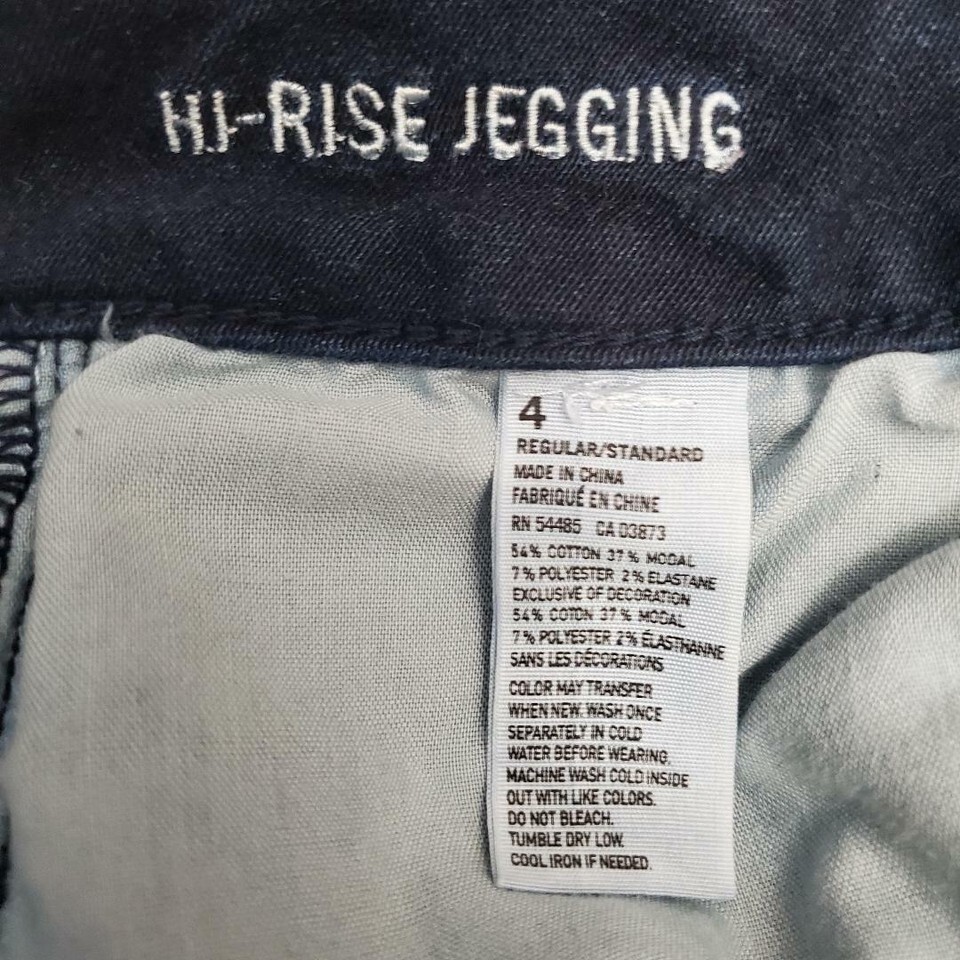 HI-RISE JEGGING
4
REGULAR/STANDARD
MADE IN CHINA
FABRIQUÉ EN CHINE
RN 54485 CA 03873
54% COTTON 37% MODAL
7% POLYESTER 2% ELASTANE
EXCLUSIVE OF DECORATION
54% COTON 37% MODAL
7% POLYESTER 2% ÉLASTHANNE
SANS LES DÉCORATIONS
COLOR MAY TRANSFER
WHEN NEW. WASH ONCE
SEPARATELY IN COLD
WATER BEFORE WEARING.
MACHINE WASH COLD INSIDE
OUT WITH LIKE COLORS.
DO NOT BLEACH.
TUMBLE DRY LOW.
COOL IRON IF NEEDED.